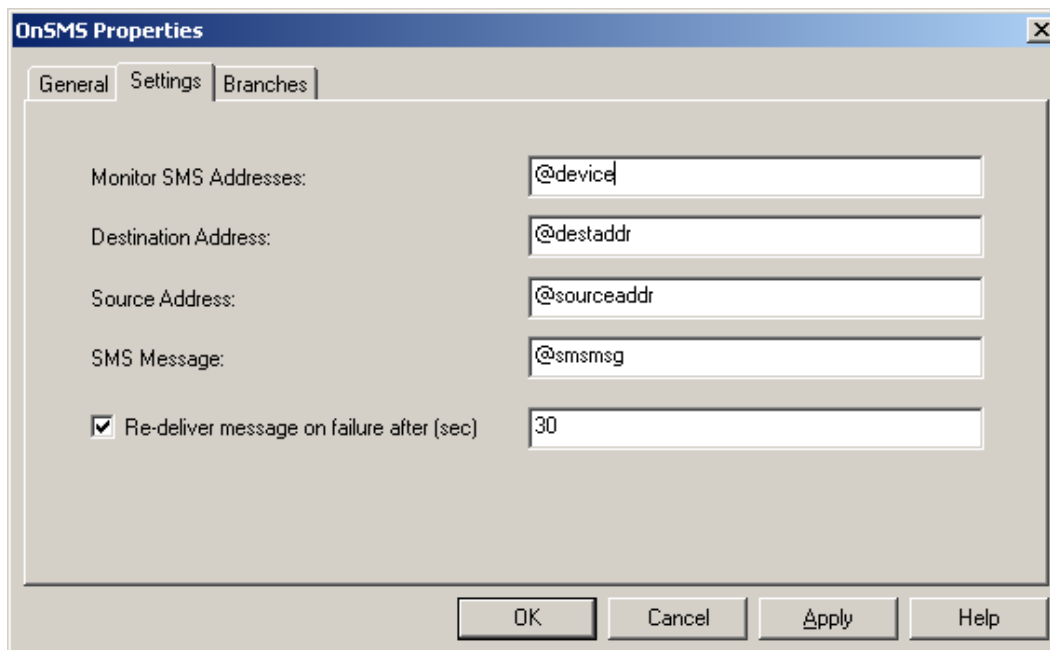 OnSMS Properties
General Settings Branches
Monitor SMS Addresses: @device
Destination Address: @destaddr
Source Address: @sourceaddr
SMS Message: @smsmsg
Re-deliver message on failure after (sec) 30
OK Cancel Apply Help